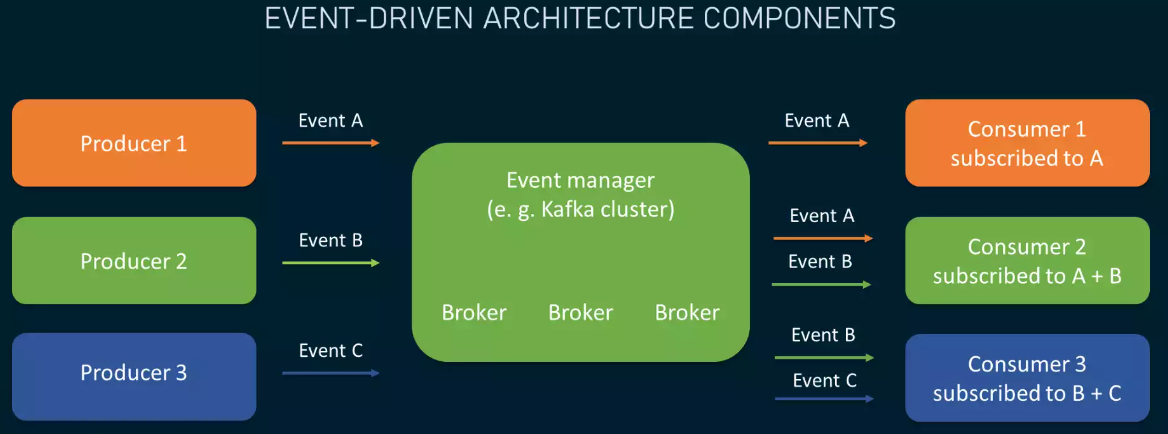 EVENT-DRIVEN ARCHITECTURE COMPONENTS
Producer 1
Event A
Producer 2
Event B
Producer 3
Event C
Event manager
(e. g. Kafka cluster)
Broker
Broker
Broker
Event A
Consumer 1
subscribed to A
Event A
Event B
Consumer 2
subscribed to A + B
Event B
Event C
Consumer 3
subscribed to B + C